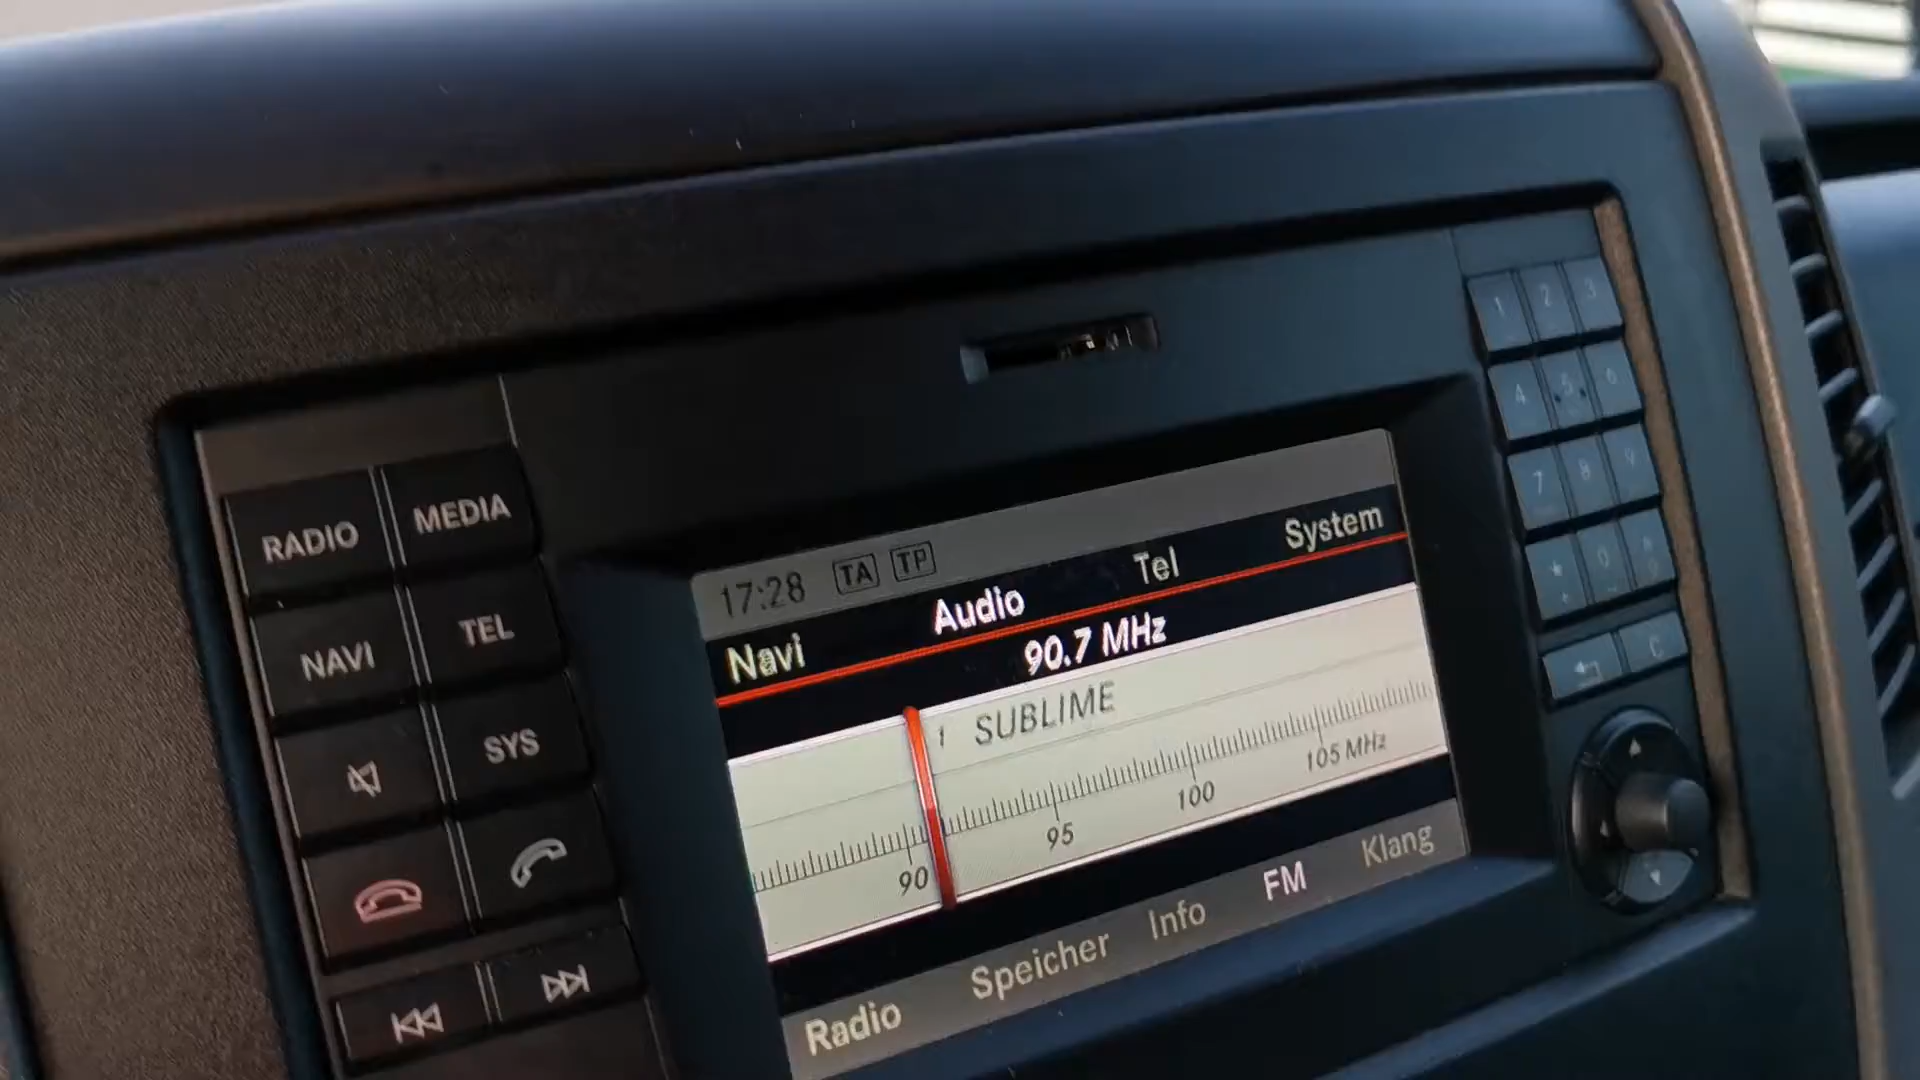 RADIO MEDIA
NAVI TEL
SYS
17:28 TA TP
Navi Audio Tel System
90.7 MHz
1 SUBLIME
90 95 100 105 MHz
Radio Speicher Info FM Klang
1 2 3
4 5 6
7 8 9
* 0 #
C